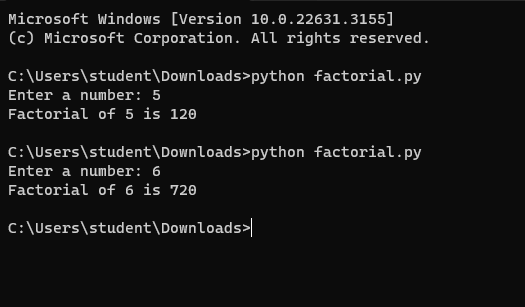 Microsoft Windows [Version 10.0.22631.3155]
(c) Microsoft Corporation. All rights reserved.
C:\Users\student\Downloads>python factorial.py
Enter a number: 5
Factorial of 5 is 120
C:\Users\student\Downloads>python factorial.py
Enter a number: 6
Factorial of 6 is 720
C:\Users\student\Downloads>